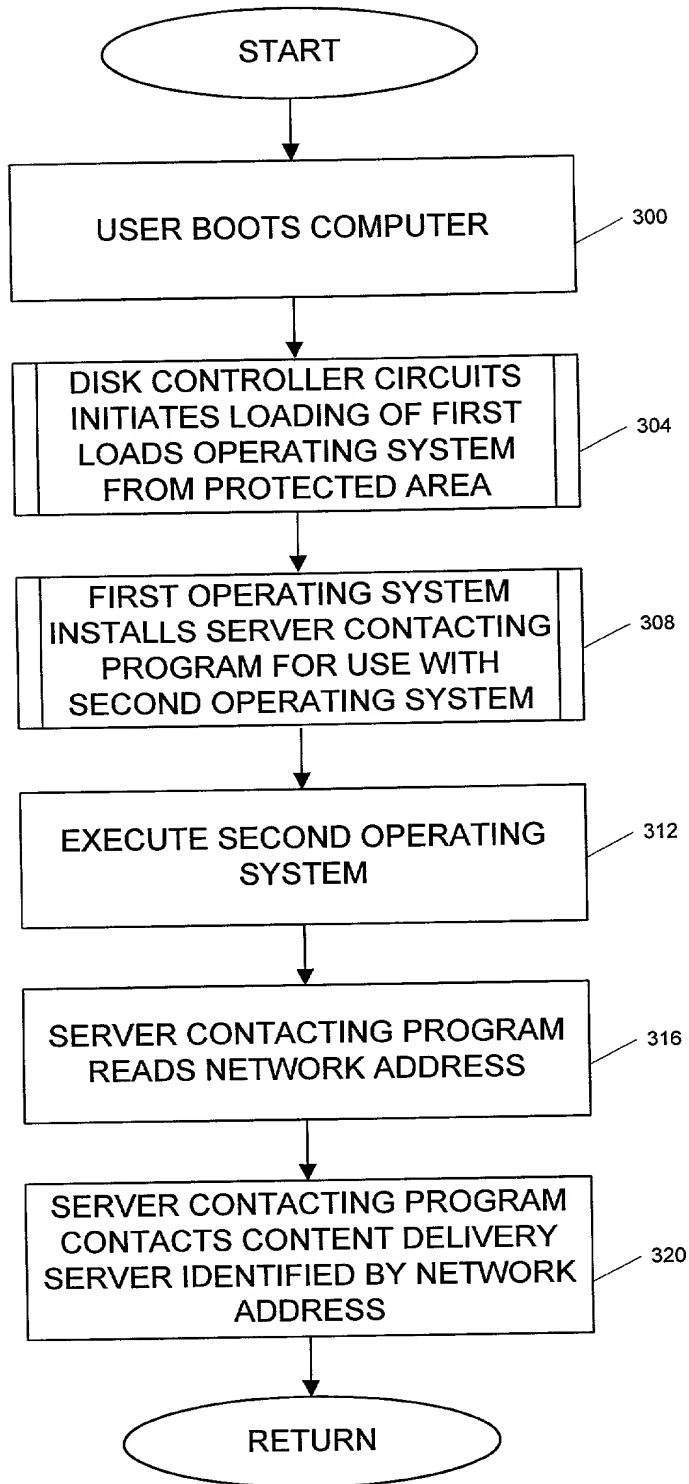 START
USER BOOTS COMPUTER
300
DISK CONTROLLER CIRCUITS
INITIATES LOADING OF FIRST
LOADS OPERATING SYSTEM
FROM PROTECTED AREA
304
FIRST OPERATING SYSTEM
INSTALLS SERVER CONTACTING
PROGRAM FOR USE WITH
SECOND OPERATING SYSTEM
308
EXECUTE SECOND OPERATING
SYSTEM
312
SERVER CONTACTING PROGRAM
READS NETWORK ADDRESS
316
SERVER CONTACTING PROGRAM
CONTACTS CONTENT DELIVERY
SERVER IDENTIFIED BY NETWORK
ADDRESS
320
RETURN